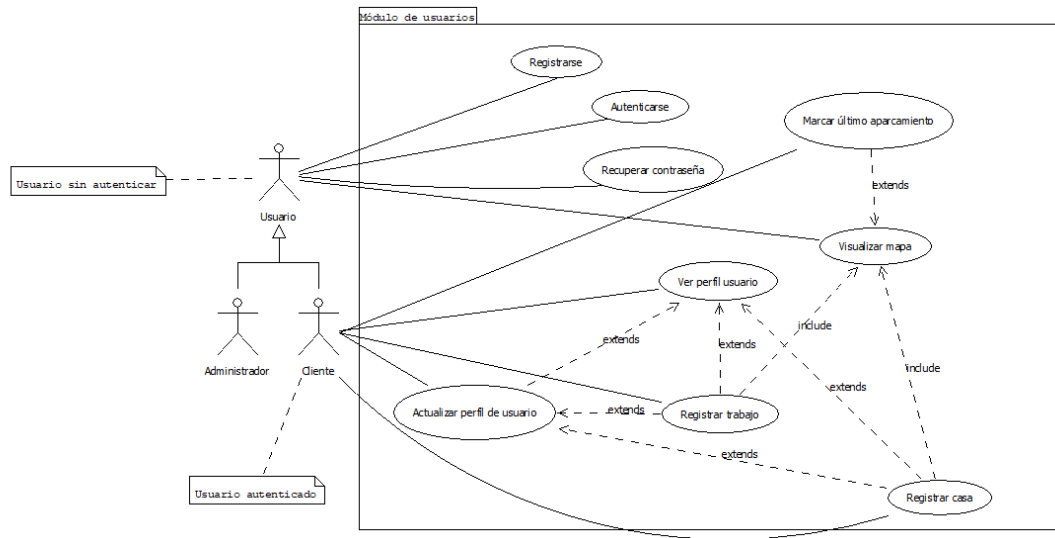 Módulo de usuarios
Registrarse
Autenticarse
Marcar último aparcamiento
Recuperar contraseña
Usuario sin autenticar
extends
Usuario
Visualizar mapa
Ver perfil usuario
include
extends
extends
include
Administrador
Cliente
extends
Actualizar perfil de usuario
extends
Registrar trabajo
extends
Usuario autenticado
Registrar casa